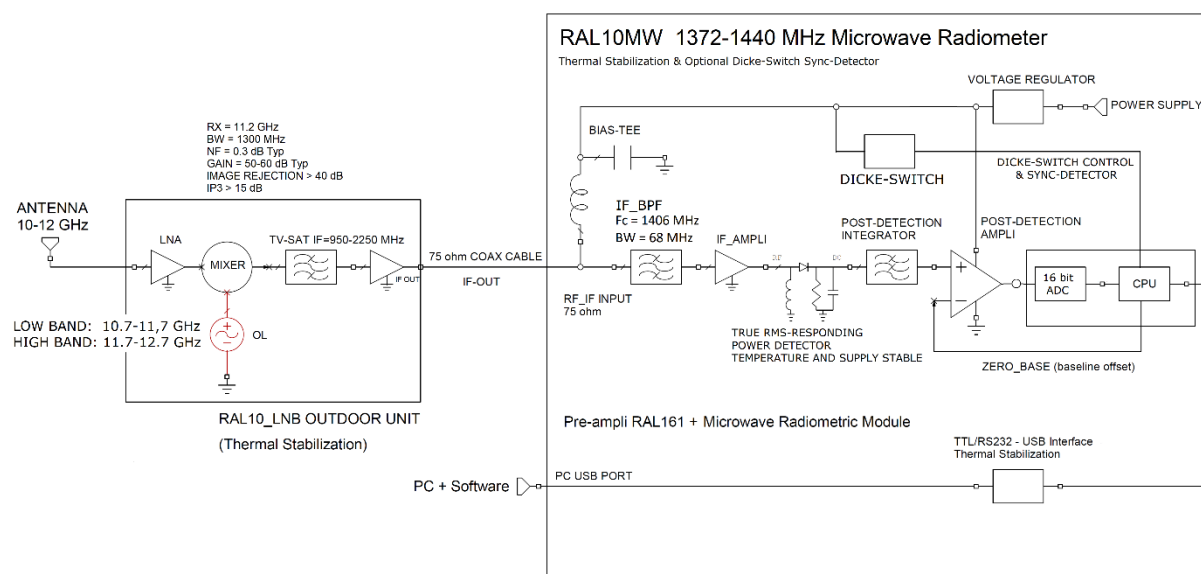 RAL10MW 1372-1440 MHz Microwave Radiometer
Thermal Stabilization & Optional Dicke-Switch Sync-Detector
VOLTAGE REGULATOR
POWER SUPPLY
RX = 11.2 GHz
BW = 1300 MHz
NF = 0.3 dB Typ
GAIN = 50-60 dB Typ
IMAGE REJECTION > 40 dB
IP3 > 15 dB
BIAS-TEE
DICKE-SWITCH
DICKE-SWITCH CONTROL
& SYNC-DETECTOR
ANTENNA
10-12 GHz
LNA
MIXER
TV-SAT IF=950-2250 MHz
IF OUT
75 ohm COAX CABLE
IF-OUT
IF_BPF
Fc = 1406 MHz
BW = 68 MHz
IF_AMPLI
RF_IF INPUT
75 ohm
POST-DETECTION
INTEGRATOR
POST-DETECTION
AMPLI
16 bit
ADC
CPU
LOW BAND: 10.7-11,7 GHz
HIGH BAND: 11.7-12.7 GHz
OL
TRUE RMS-RESPONDING
POWER DETECTOR
TEMPERATURE AND SUPPLY STABLE
ZERO_BASE (baseline offset)
RAL10_LNB OUTDOOR UNIT
(Thermal Stabilization)
Pre-ampli RAL161 + Microwave Radiometric Module
TTL/RS232 - USB Interface
Thermal Stabilization
PC + Software
PC USB PORT